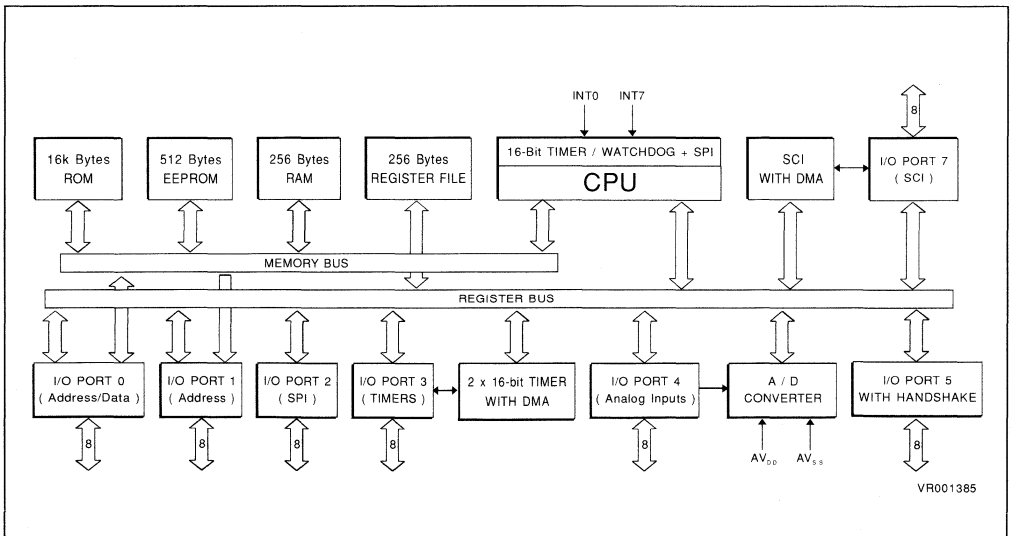 INT0 INT7
8
16k Bytes
ROM
512 Bytes
EEPROM
256 Bytes
RAM
256 Bytes
REGISTER FILE
16-Bit TIMER / WATCHDOG + SPI
CPU
SCI
WITH DMA
I/O PORT 7
( SCI )
MEMORY BUS
REGISTER BUS
I/O PORT 0
( Address/Data )
I/O PORT 1
( Address )
I/O PORT 2
( SPI )
I/O PORT 3
( TIMERS )
2 x 16-bit TIMER
WITH DMA
I/O PORT 4
( Analog Inputs )
A / D
CONVERTER
I/O PORT 5
WITH HANDSHAKE
8 8 8 8 8 8
AVDD AVSS
VR001385